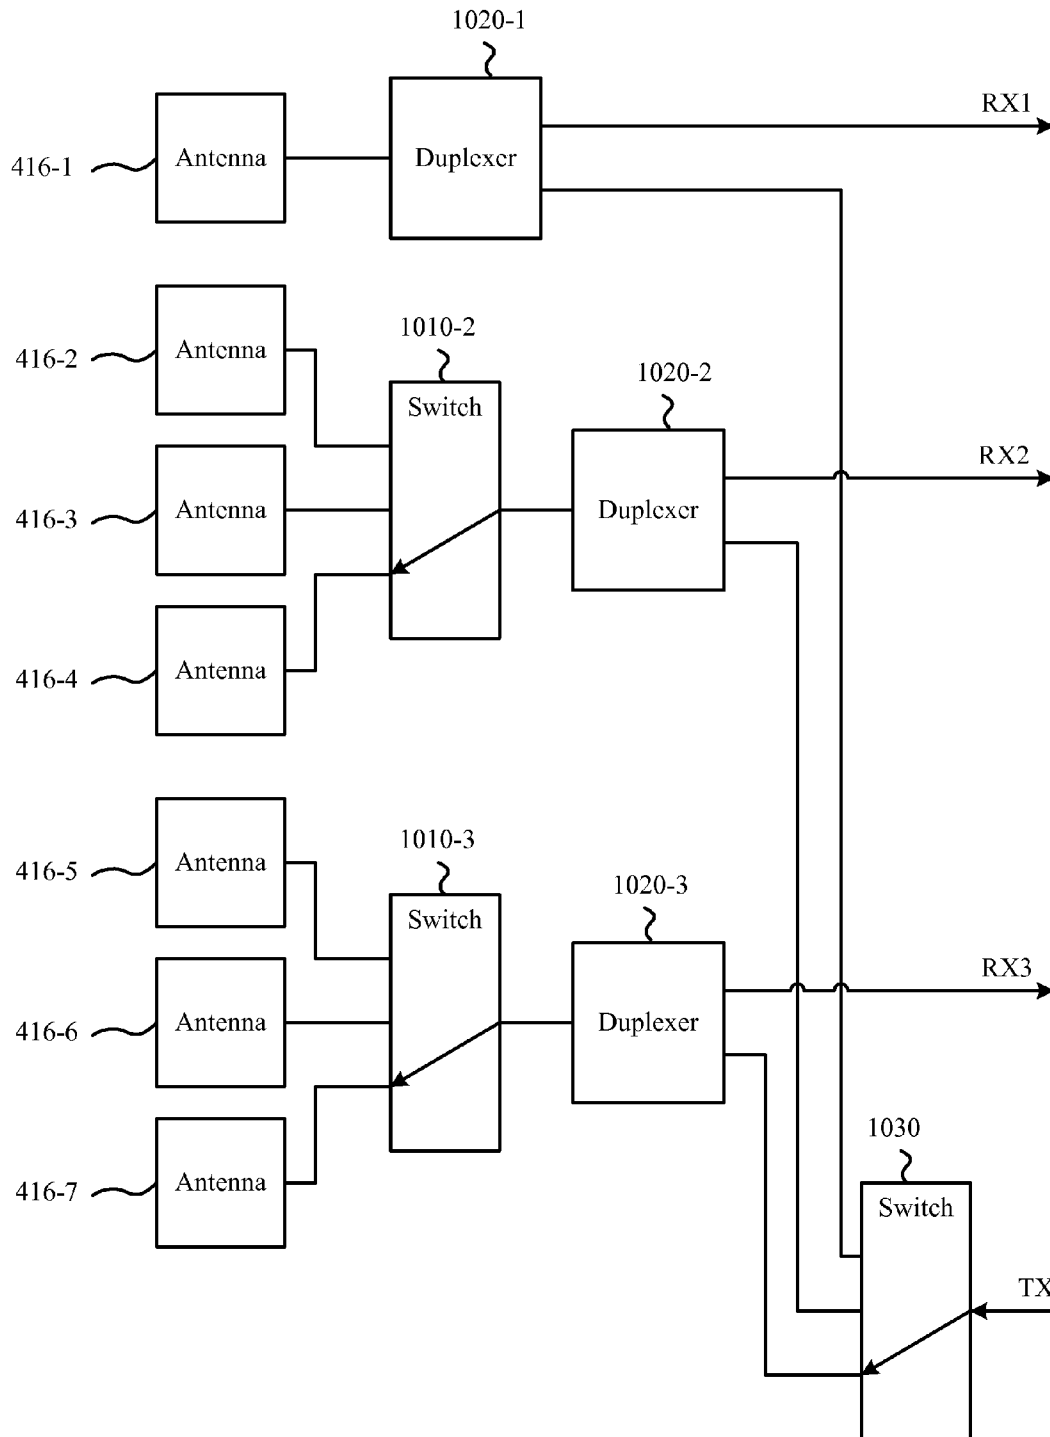 1020-1
RX1
416-1
Antenna
Duplexer
416-2
Antenna
1010-2
Switch
1020-2
RX2
416-3
Antenna
Duplexer
416-4
Antenna
416-5
Antenna
1010-3
Switch
1020-3
RX3
416-6
Antenna
Duplexer
416-7
Antenna
1030
Switch
TX